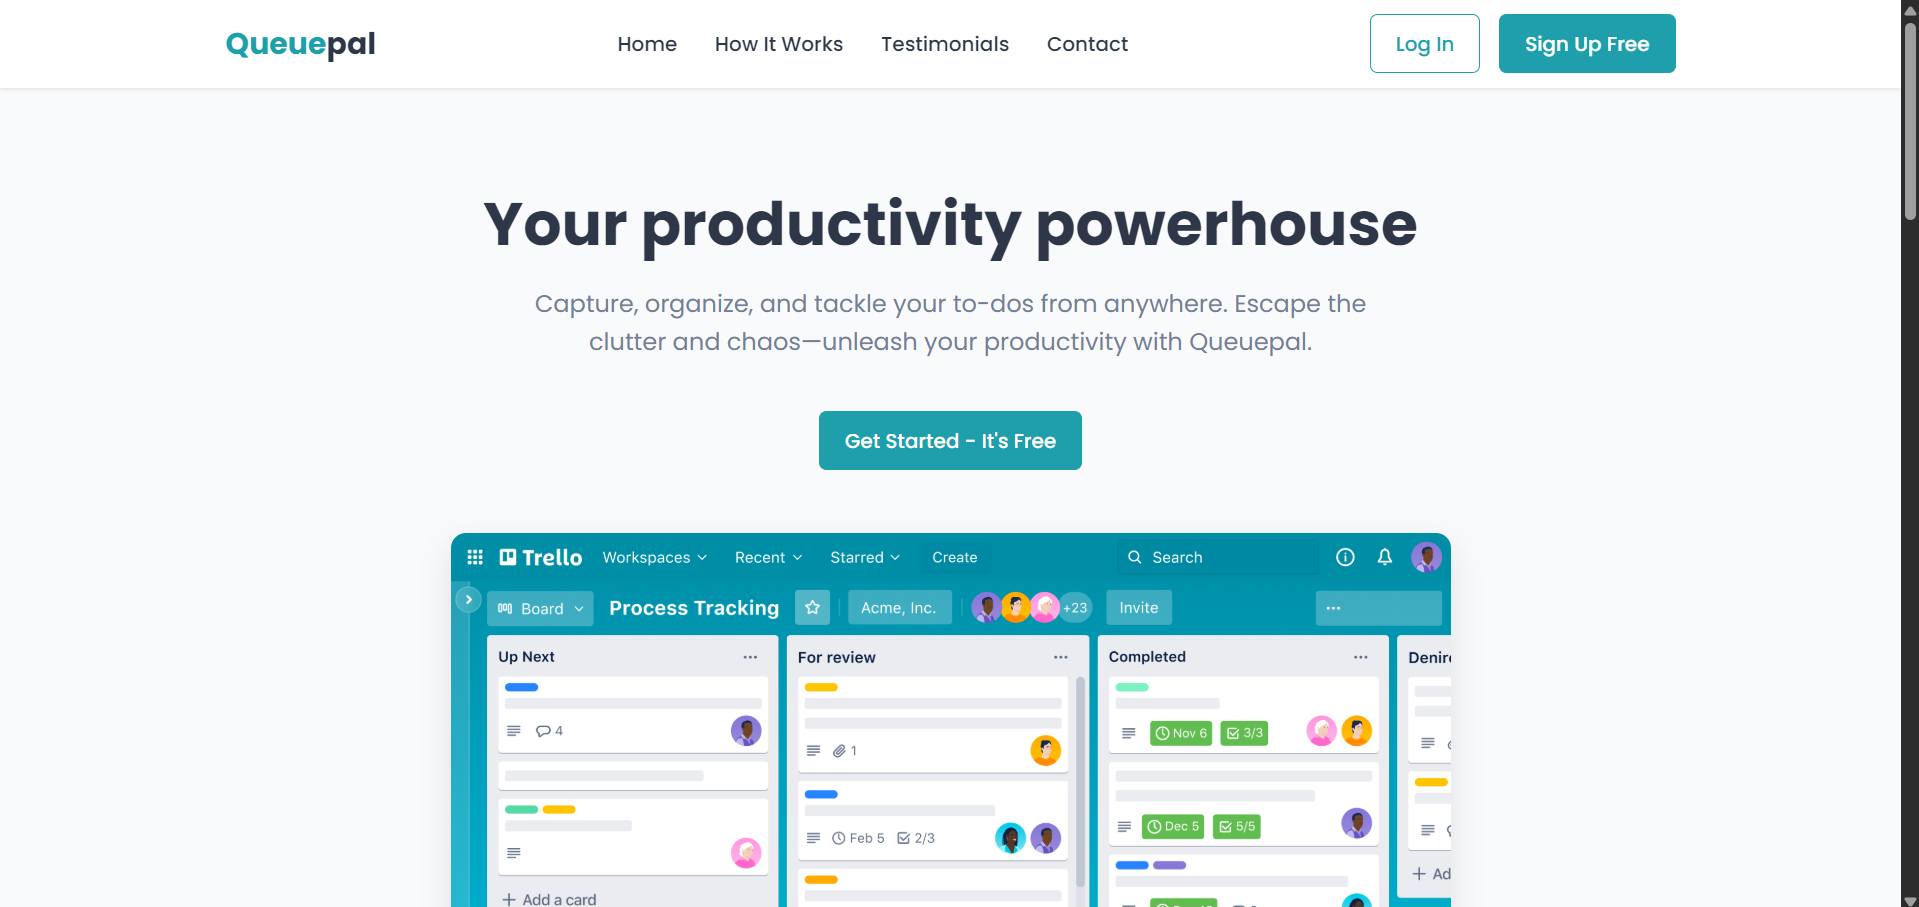 Queuepal
Home How It Works Testimonials Contact
Log In
Sign Up Free
Your productivity powerhouse
Capture, organize, and tackle your to-dos from anywhere. Escape the
clutter and chaos—unleash your productivity with Queuepal.
Get Started - It's Free
Trello Workspaces Recent Starred Create Search
Board Process Tracking Acme, Inc. +23 Invite
Up Next
4
Add a card
For review
1
Feb 5 2/3
Completed
Nov 6 3/3
Dec 5 5/5